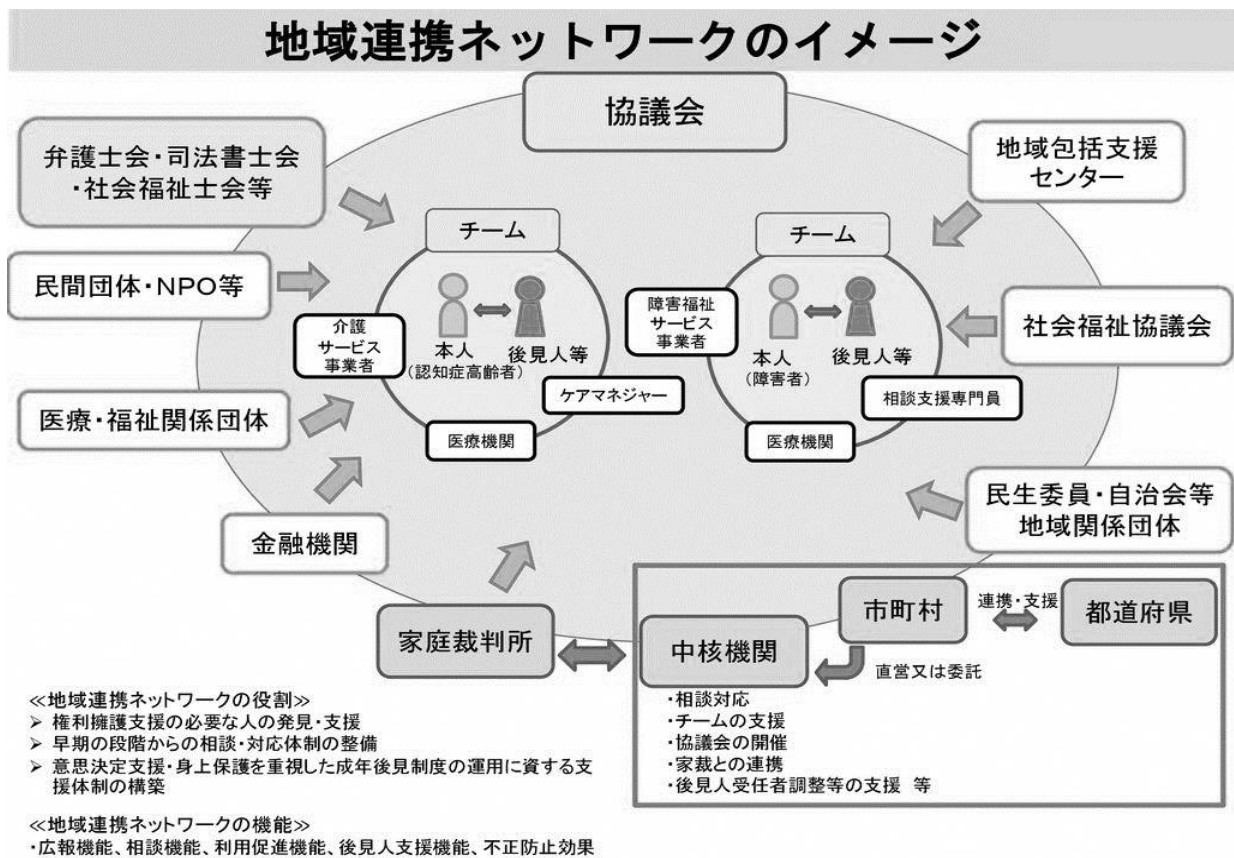 地域連携ネットワークのイメージ
協議会
弁護士会・司法書士会
・社会福祉士会等
民間団体・NPO等
医療・福祉関係団体
金融機関
地域包括支援
センター
社会福祉協議会
民生委員・自治会等
地域関係団体
チーム
介護
サービス
事業者
本人
(認知症高齢者)
後見人等
ケアマネジャー
医療機関
チーム
障害福祉
サービス
事業者
本人
(障害者)
後見人等
相談支援専門員
医療機関
家庭裁判所
中核機関
市町村
連携・支援
都道府県
直営又は委託
・相談対応
・チームの支援
・協議会の開催
・家裁との連携
・後見人受任者調整等の支援 等
≪地域連携ネットワークの役割≫
➢ 権利擁護支援の必要な人の発見・支援
➢ 早期の段階からの相談・対応体制の整備
➢ 意思決定支援・身上保護を重視した成年後見制度の運用に資する支
援体制の構築
≪地域連携ネットワークの機能≫
・広報機能、相談機能、利用促進機能、後見人支援機能、不正防止効果